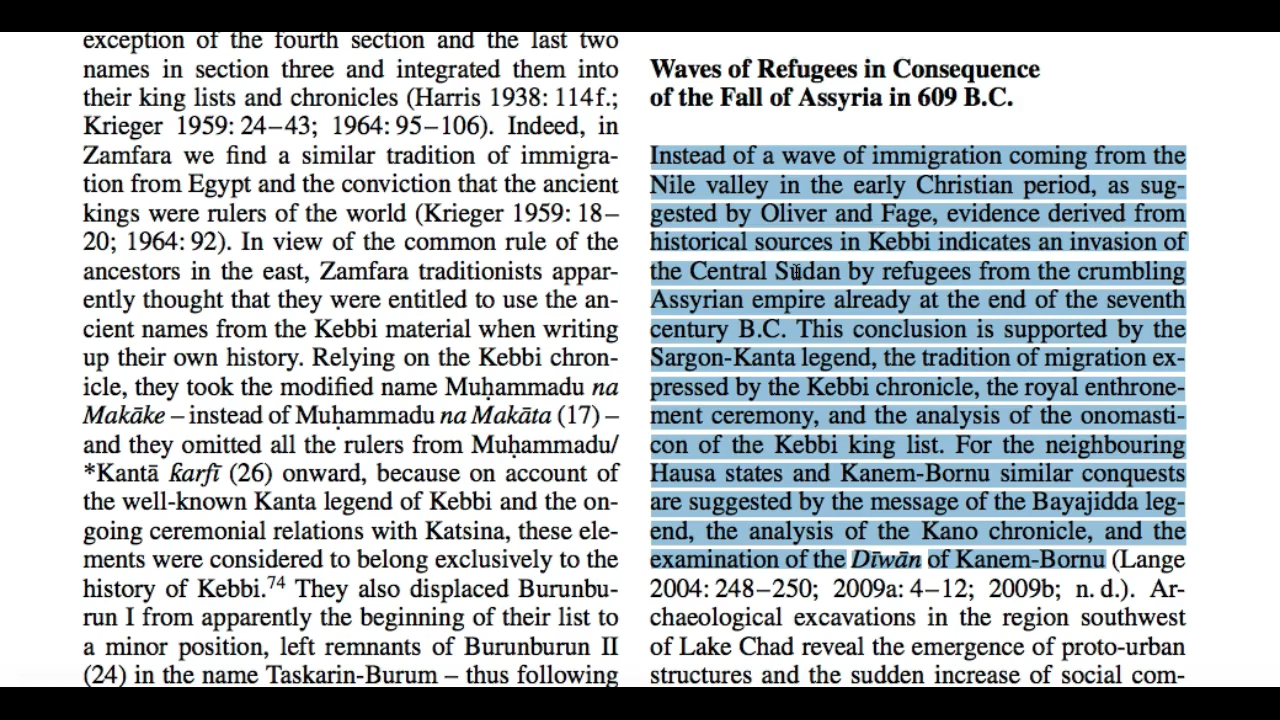 exception of the fourth section and the last two
names in section three and integrated them into
their king lists and chronicles (Harris 1938: 114 f.;
Krieger 1959: 24–43; 1964: 95–106). Indeed, in
Zamfara we find a similar tradition of immigra-
tion from Egypt and the conviction that the ancient
kings were rulers of the world (Krieger 1959: 18–
20; 1964: 92). In view of the common rule of the
ancestors in the east, Zamfara traditionists appar-
ently thought that they were entitled to use the an-
cient names from the Kebbi material when writing
up their own history. Relying on the Kebbi chron-
icle, they took the modified name Muḥammadu na
Makāke – instead of Muḥammadu na Makāta (17) –
and they omitted all the rulers from Muḥammadu/
*Kantā ƙarfī (26) onward, because on account of
the well-known Kanta legend of Kebbi and the on-
going ceremonial relations with Katsina, these ele-
ments were considered to belong exclusively to the
history of Kebbi.74 They also displaced Burunbu-
run I from apparently the beginning of their list to
a minor position, left remnants of Burunburun II
(24) in the name Taskarin-Burum – thus following
Waves of Refugees in Consequence
of the Fall of Assyria in 609 B.C.
Instead of a wave of immigration coming from the
Nile valley in the early Christian period, as sug-
gested by Oliver and Fage, evidence derived from
historical sources in Kebbi indicates an invasion of
the Central Sudan by refugees from the crumbling
Assyrian empire already at the end of the seventh
century B.C. This conclusion is supported by the
Sargon-Kanta legend, the tradition of migration ex-
pressed by the Kebbi chronicle, the royal enthrone-
ment ceremony, and the analysis of the onomasti-
con of the Kebbi king list. For the neighbouring
Hausa states and Kanem-Bornu similar conquests
are suggested by the message of the Bayajidda leg-
end, the analysis of the Kano chronicle, and the
examination of the Dīwān of Kanem-Bornu (Lange
2004: 248–250; 2009a: 4–12; 2009b; n. d.). Ar-
chaeological excavations in the region southwest
of Lake Chad reveal the emergence of proto-urban
structures and the sudden increase of social com-